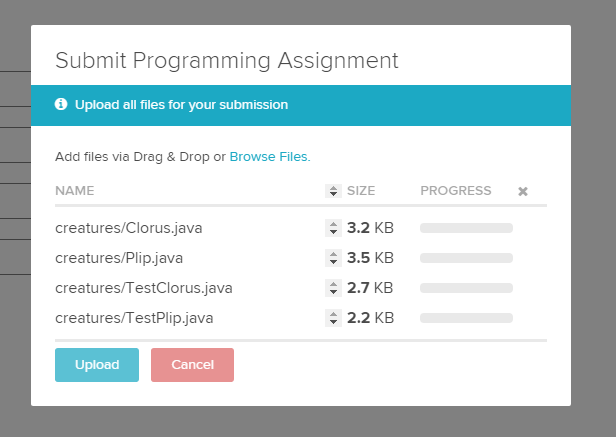 Submit Programming Assignment
Upload all files for your submission
Add files via Drag & Drop or Browse Files.
NAME SIZE PROGRESS
creatures/Clorus.java 3.2 KB
creatures/Plip.java 3.5 KB
creatures/TestClorus.java 2.7 KB
creatures/TestPlip.java 2.2 KB
Upload Cancel